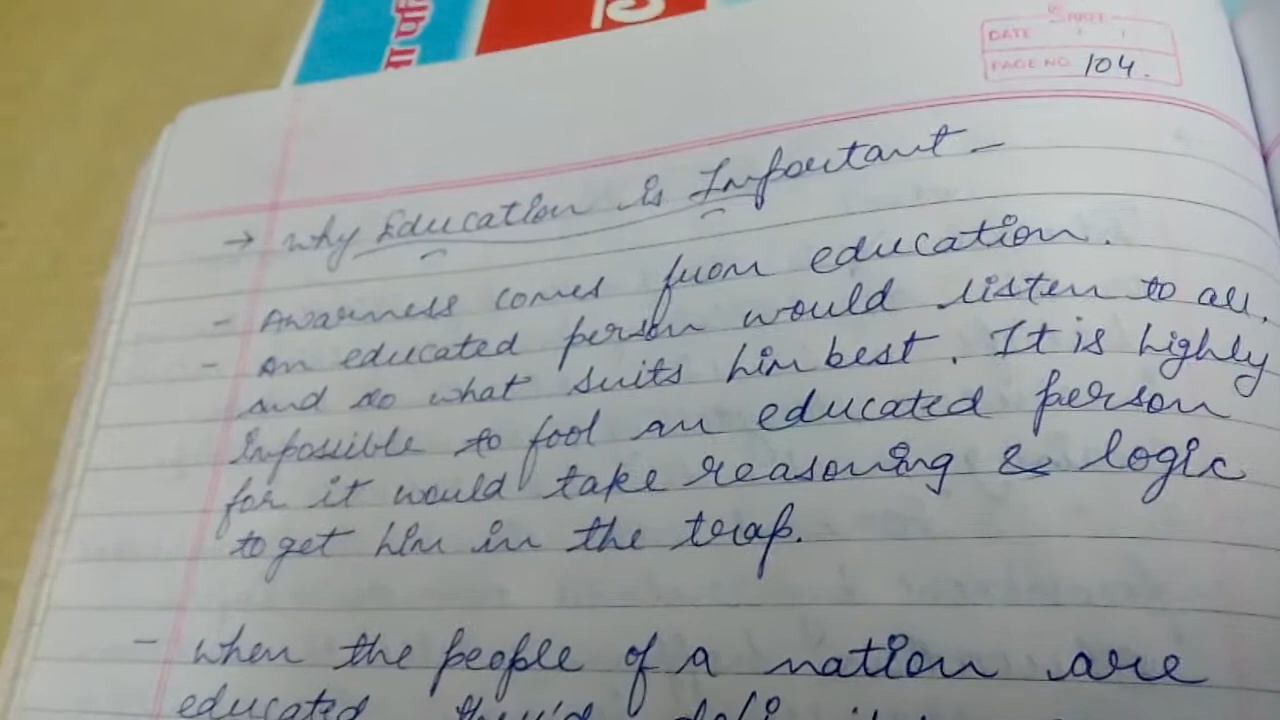 DATE
PAGE NO. 104.
→ Why Education is Important -
- Awarness comes from education.
- An educated person would listen to all,
and do what suits him best. It is highly
impossible to fool an educated person
for it would take reasoning & logic
to get him in the trap.
- when the people of a nation are
educated